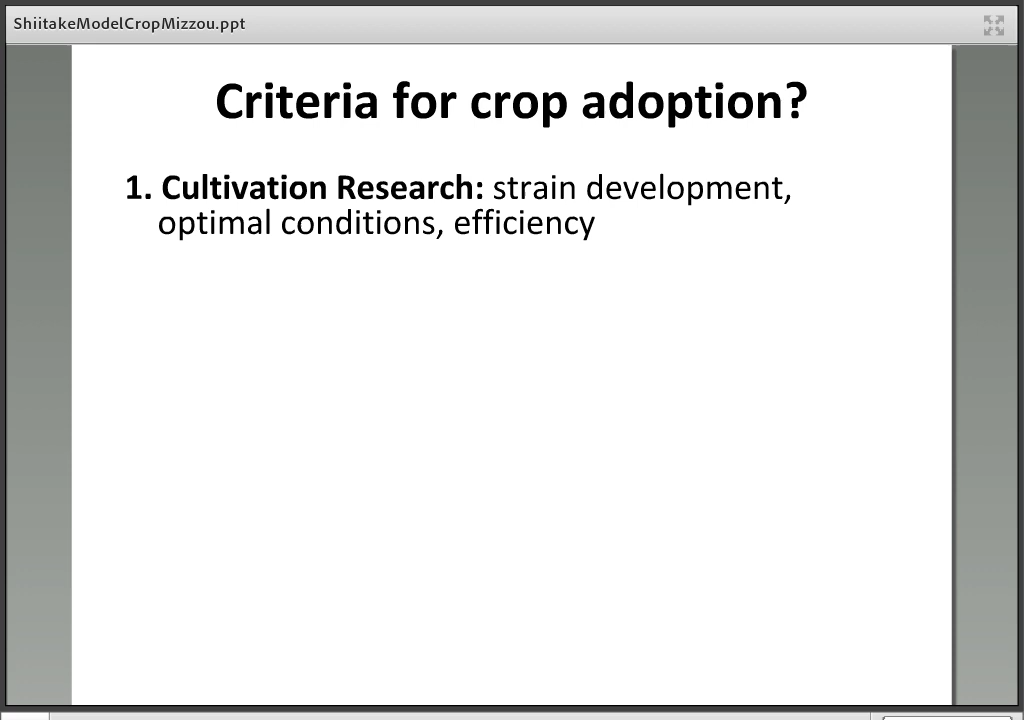 ShiitakeModelCropMizzou.ppt
Criteria for crop adoption?
1. Cultivation Research: strain development,
optimal conditions, efficiency